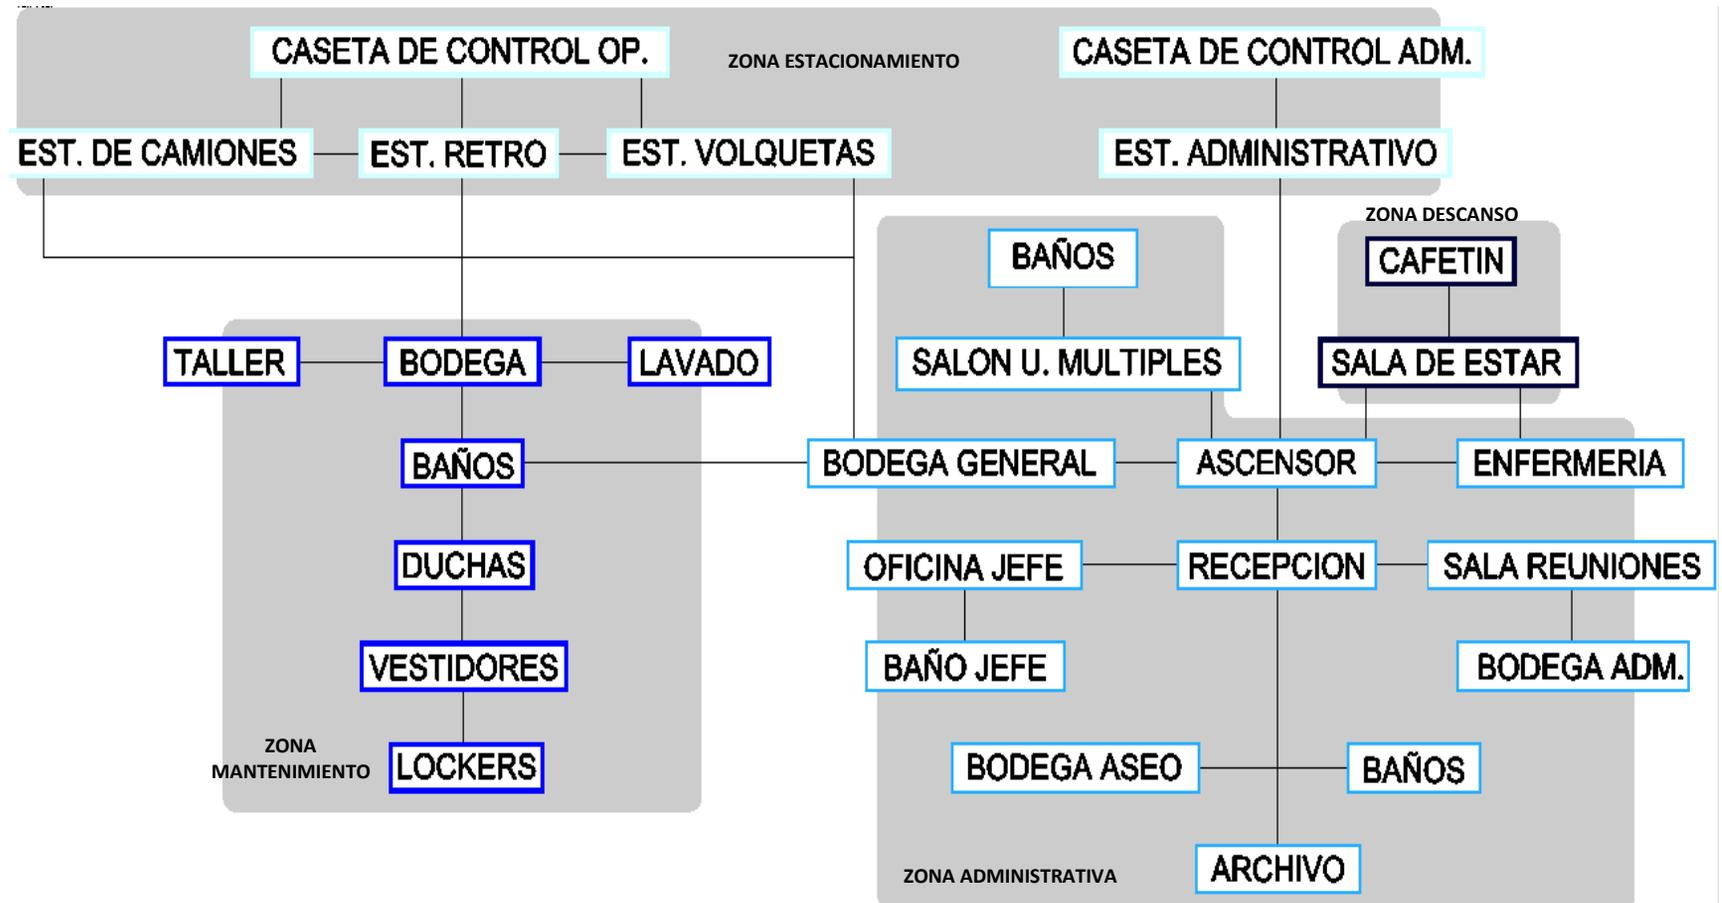 CASETA DE CONTROL OP.
ZONA ESTACIONAMIENTO
CASETA DE CONTROL ADM.
EST. DE CAMIONES
EST. RETRO
EST. VOLQUETAS
EST. ADMINISTRATIVO
ZONA DESCANSO
BAÑOS
CAFETIN
TALLER
BODEGA
LAVADO
SALON U. MULTIPLES
SALA DE ESTAR
BAÑOS
BODEGA GENERAL
ASCENSOR
ENFERMERIA
DUCHAS
OFICINA JEFE
RECEPCION
SALA REUNIONES
VESTIDORES
BAÑO JEFE
BODEGA ADM.
ZONA
MANTENIMIENTO
LOCKERS
BODEGA ASEO
BAÑOS
ARCHIVO
ZONA ADMINISTRATIVA